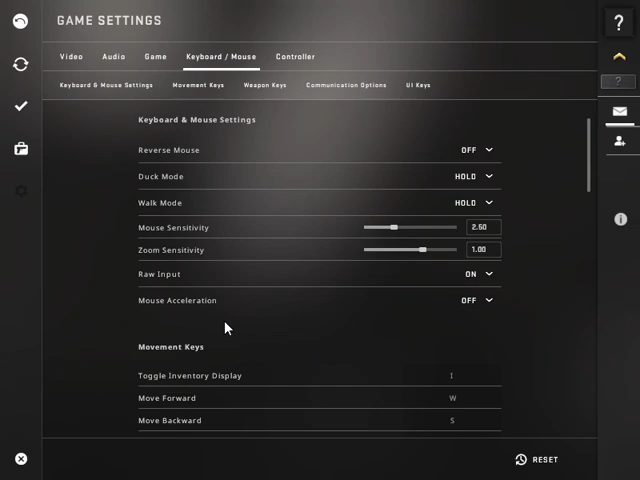 GAME SETTINGS
?
Video Audio Game Keyboard / Mouse Controller
?
Keyboard & Mouse Settings Movement Keys Weapon Keys Communication Options UI Keys
Keyboard & Mouse Settings
Reverse Mouse OFF
Duck Mode HOLD
Walk Mode HOLD
Mouse Sensitivity 2.50
Zoom Sensitivity 1.00
Raw Input ON
Mouse Acceleration OFF
Movement Keys
Toggle Inventory Display I
Move Forward W
Move Backward S
RESET